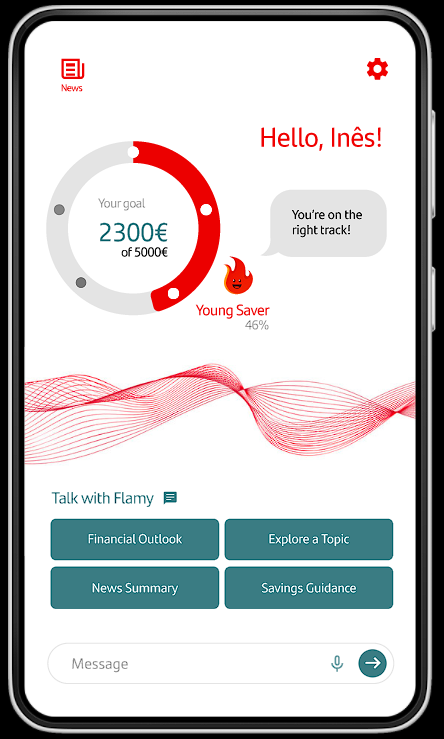 News
Hello, Inês!
Your goal
2300€
of 5000€
You're on the
right track!
Young Saver
46%
Talk with Flamy
Financial Outlook
Explore a Topic
News Summary
Savings Guidance
Message